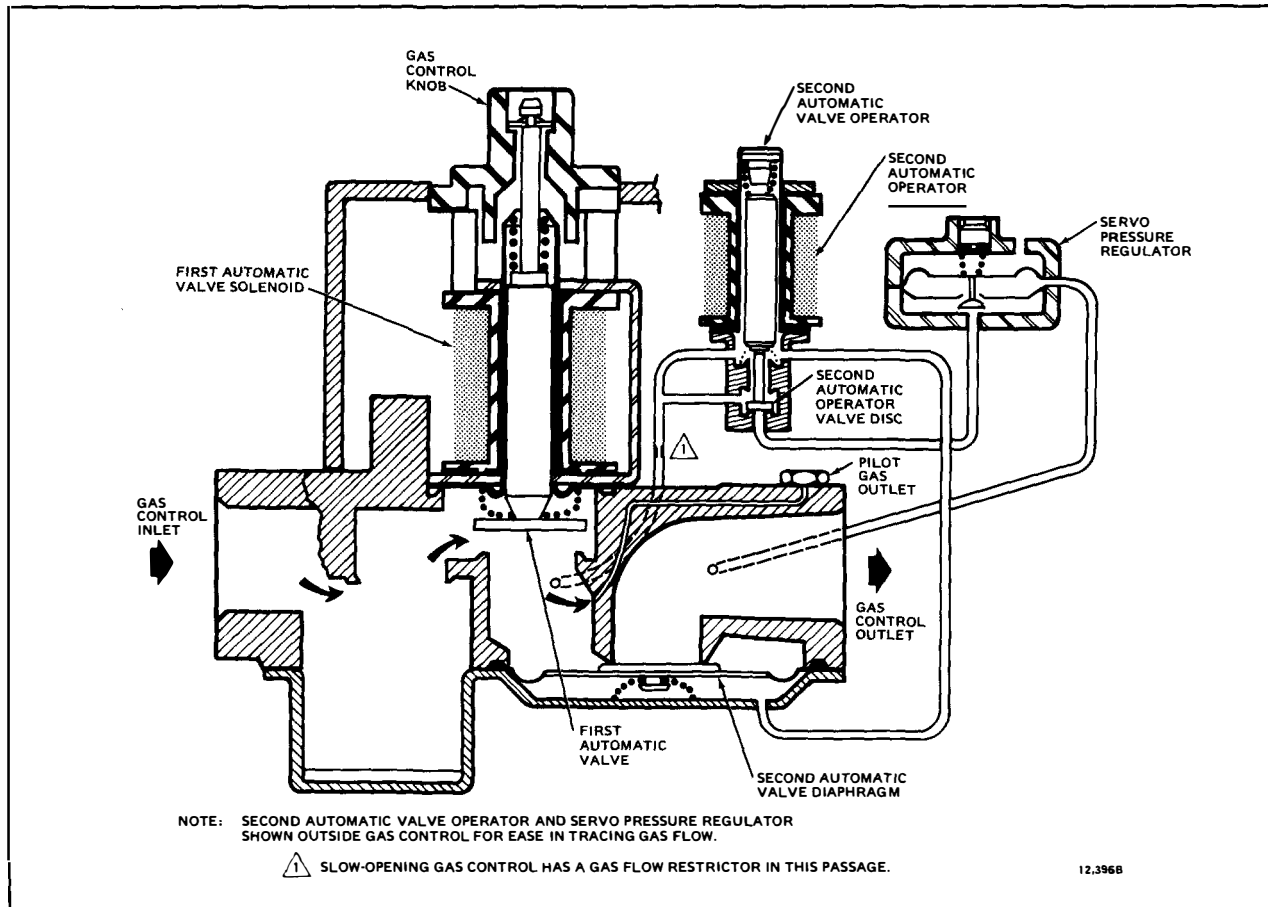 GAS
CONTROL
KNOB
SECOND
AUTOMATIC
VALVE OPERATOR
SECOND
AUTOMATIC
OPERATOR
SERVO
PRESSURE
REGULATOR
FIRST AUTOMATIC
VALVE SOLENOID
SECOND
AUTOMATIC
OPERATOR
VALVE DISC
1
PILOT
GAS
OUTLET
GAS
CONTROL
INLET
GAS
CONTROL
OUTLET
FIRST
AUTOMATIC
VALVE
SECOND AUTOMATIC
VALVE DIAPHRAGM
NOTE: SECOND AUTOMATIC VALVE OPERATOR AND SERVO PRESSURE REGULATOR
SHOWN OUTSIDE GAS CONTROL FOR EASE IN TRACING GAS FLOW.
1 SLOW-OPENING GAS CONTROL HAS A GAS FLOW RESTRICTOR IN THIS PASSAGE.
12,396B